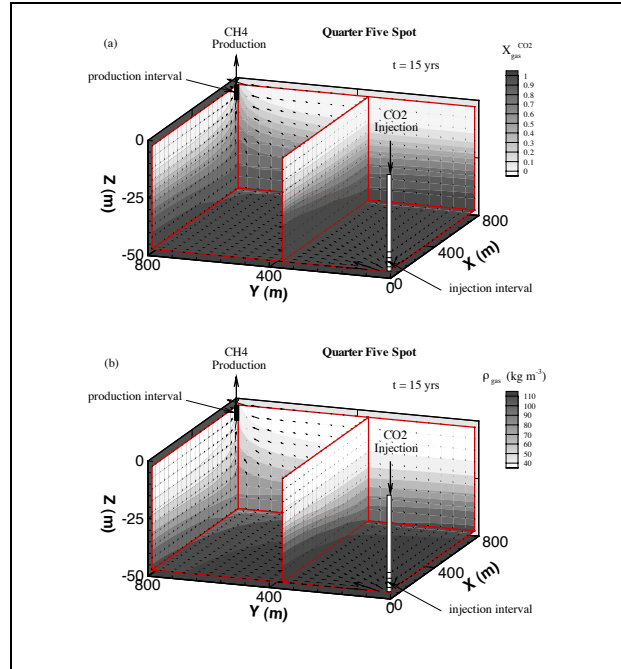 CH4
Production
(a)
Quarter Five Spot
X gas CO2
production interval
t = 15 yrs
1
0.9
0.8
0.7
0.6
0.5
0.4
0.3
0.2
0.1
0
CO2
Injection
0
-25
-50
Z (m)
800
400
0
Y (m)
0
400
800
X (m)
injection interval
CH4
Production
(b)
Quarter Five Spot
ρgas (kg m-3)
production interval
t = 15 yrs
110
100
90
80
70
60
50
40
CO2
Injection
0
-25
-50
Z (m)
800
400
0
Y (m)
0
400
800
X (m)
injection interval